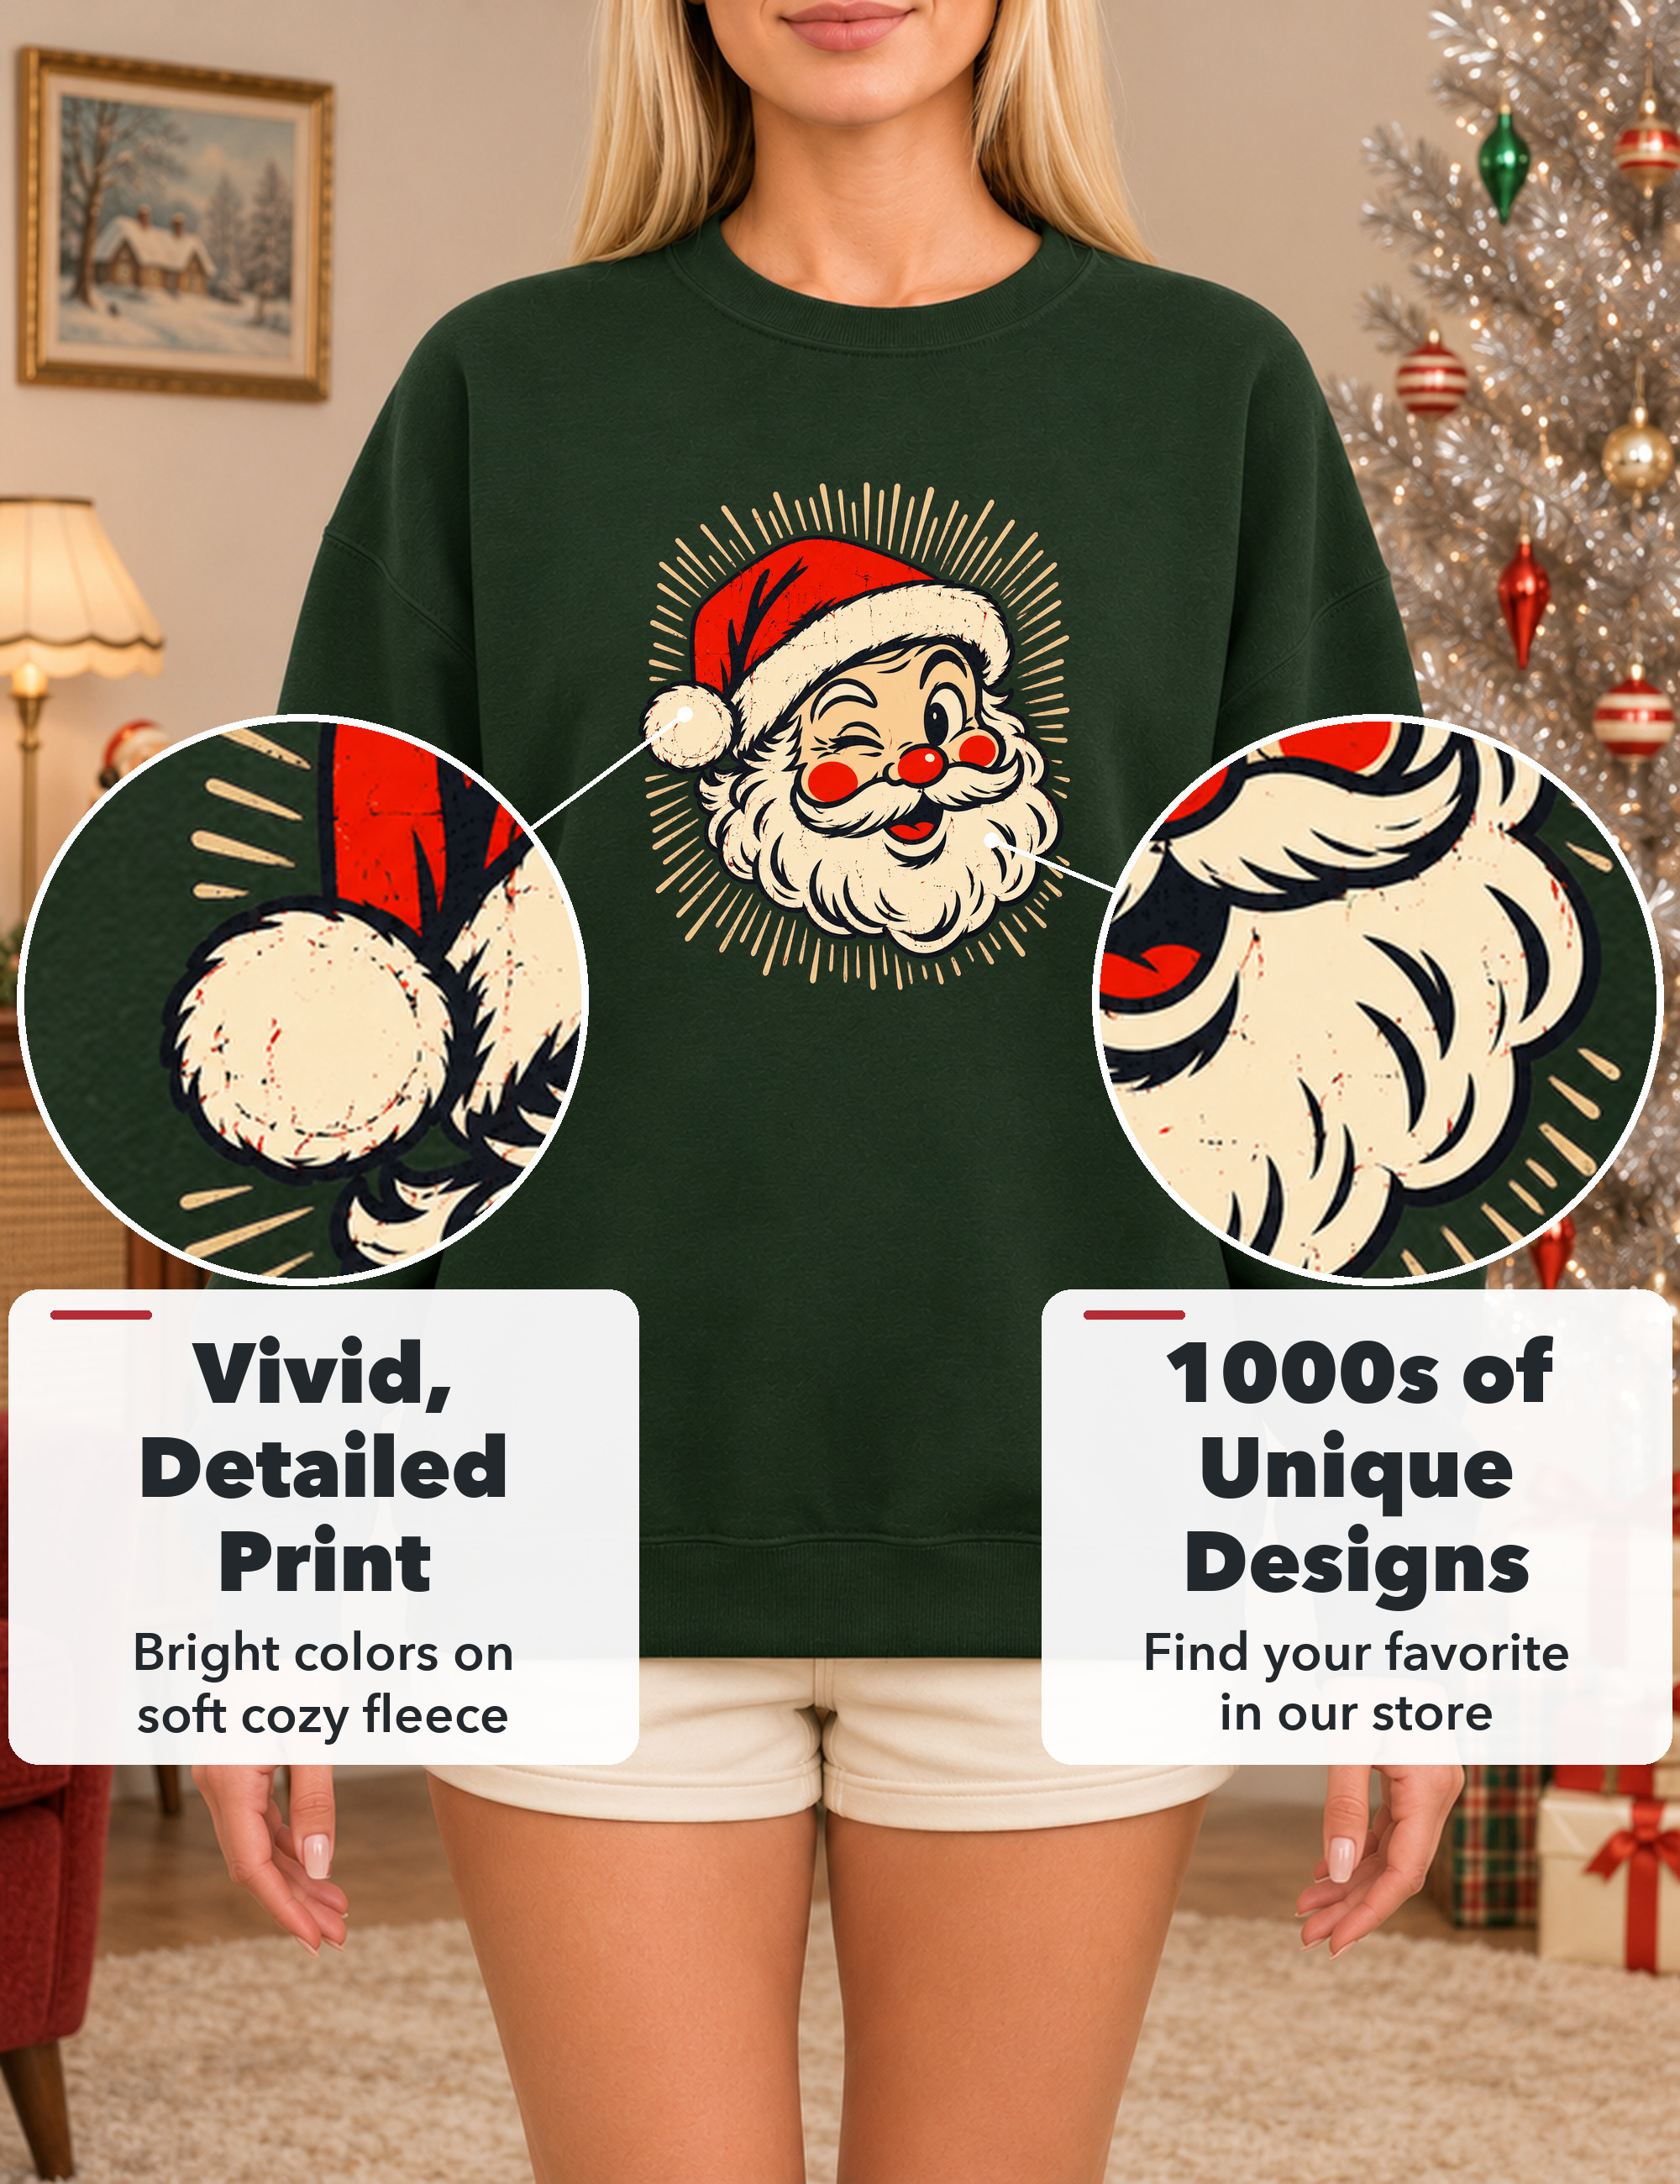 Vivid,
Detailed
Print
Bright colors on
soft cozy fleece
1000s of
Unique
Designs
Find your favorite
in our store